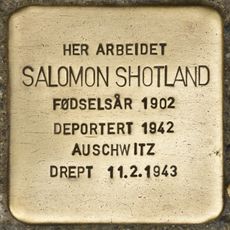 HER ARBEIDET
SALOMON SHOTLAND
FØDSELSÅR 1902
DEPORTERT 1942
AUSCHWITZ
DREPT 11.2.1943